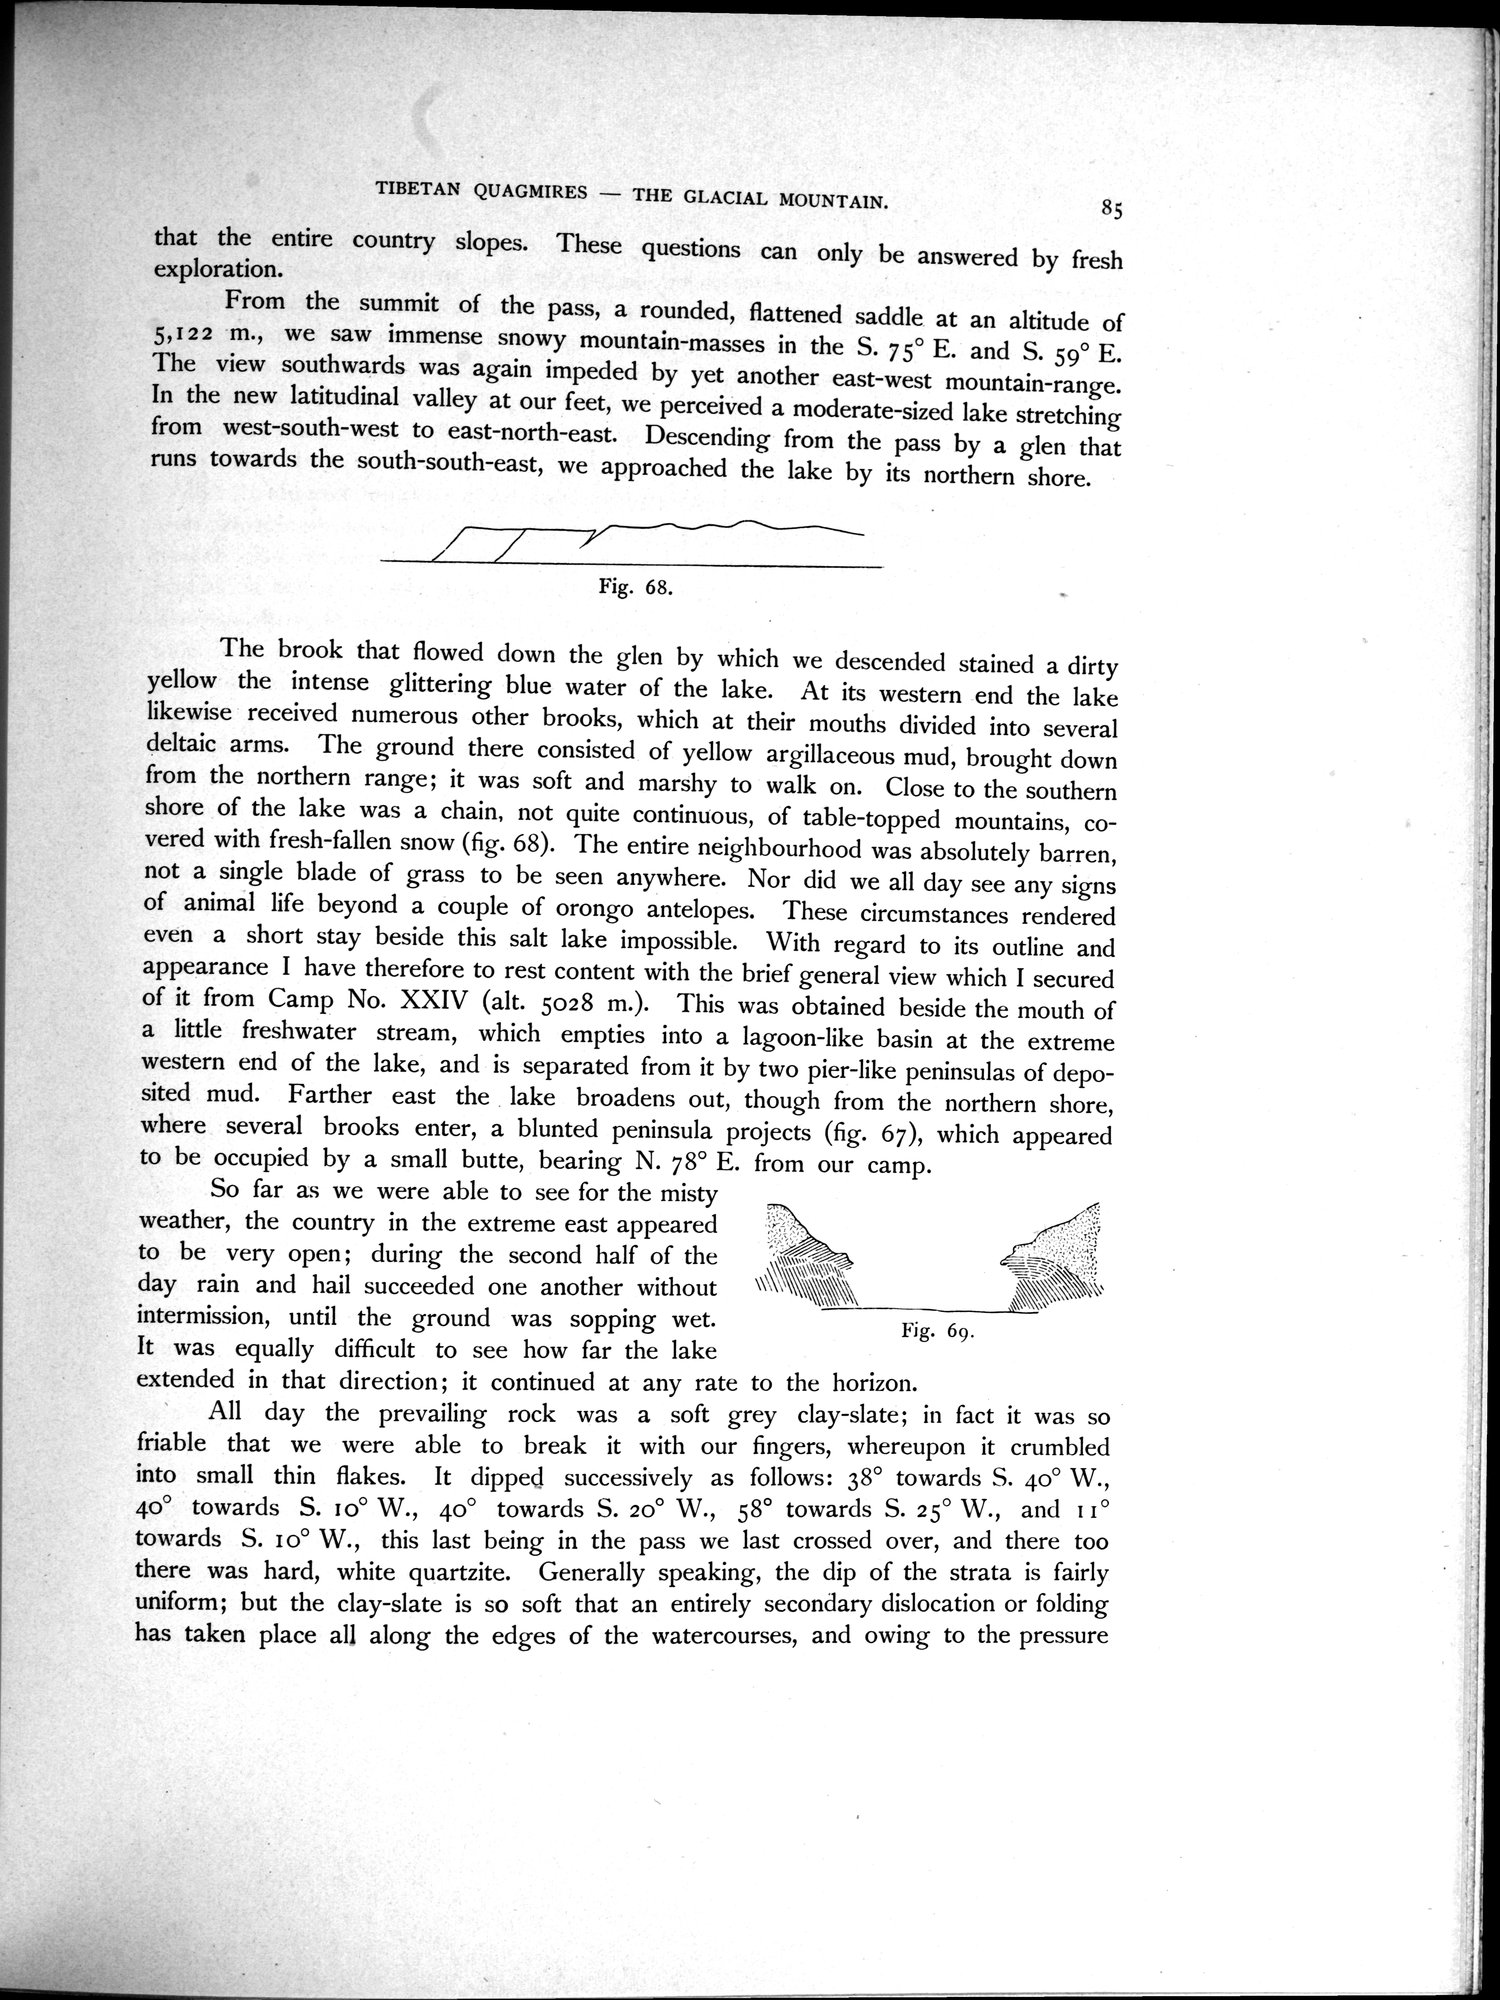 TIBETAN QUAGMIRES — THE GLACIAL MOUNTAIN.
85
that the entire country slopes. These questions can only be answered by fresh
exploration.
From the summit of the pass, a rounded, flattened saddle at an altitude of
5,122 m., we saw immense snowy mountain-masses in the S. 75° E. and S. 59° E.
The view southwards was again impeded by yet another east-west mountain-range.
In the new latitudinal valley at our feet, we perceived a moderate-sized lake stretching
from west-south-west to east-north-east. Descending from the pass by a glen that
runs towards the south-south-east, we approached the lake by its northern shore.
Fig. 68.
The brook that flowed down the glen by which we descended stained a dirty
yellow the intense glittering blue water of the lake. At its western end the lake
likewise received numerous other brooks, which at their mouths divided into several
deltaic arms. The ground there consisted of yellow argillaceous mud, brought down
from the northern range; it was soft and marshy to walk on. Close to the southern
shore of the lake was a chain, not quite continuous, of table-topped mountains, co-
vered with fresh-fallen snow (fig. 68). The entire neighbourhood was absolutely barren,
not a single blade of grass to be seen anywhere. Nor did we all day see any signs
of animal life beyond a couple of orongo antelopes. These circumstances rendered
even a short stay beside this salt lake impossible. With regard to its outline and
appearance I have therefore to rest content with the brief general view which I secured
of it from Camp No. XXIV (alt. 5028 m.). This was obtained beside the mouth of
a little freshwater stream, which empties into a lagoon-like basin at the extreme
western end of the lake, and is separated from it by two pier-like peninsulas of depo-
sited mud. Farther east the lake broadens out, though from the northern shore,
where several brooks enter, a blunted peninsula projects (fig. 67), which appeared
to be occupied by a small butte, bearing N. 78° E. from our camp.
So far as we were able to see for the misty
weather, the country in the extreme east appeared
to be very open; during the second half of the
day rain and hail succeeded one another without
intermission, until the ground was sopping wet.
It was equally difficult to see how far the lake
extended in that direction; it continued at any rate to the horizon.
Fig. 69.
All day the prevailing rock was a soft grey clay-slate; in fact it was so
friable that we were able to break it with our fingers, whereupon it crumbled
into small thin flakes. It dipped successively as follows: 38° towards S. 40° W.,
40° towards S. 10° W., 40° towards S. 20° W., 58° towards S. 25° W., and 11°
towards S. 10° W., this last being in the pass we last crossed over, and there too
there was hard, white quartzite. Generally speaking, the dip of the strata is fairly
uniform; but the clay-slate is so soft that an entirely secondary dislocation or folding
has taken place all along the edges of the watercourses, and owing to the pressure